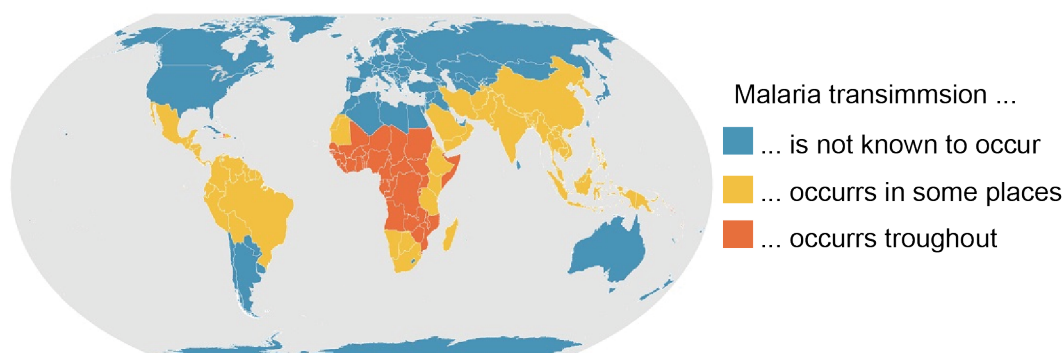 Malaria transimmsion ...
... is not known to occur
... occurrs in some places
... occurrs troughout